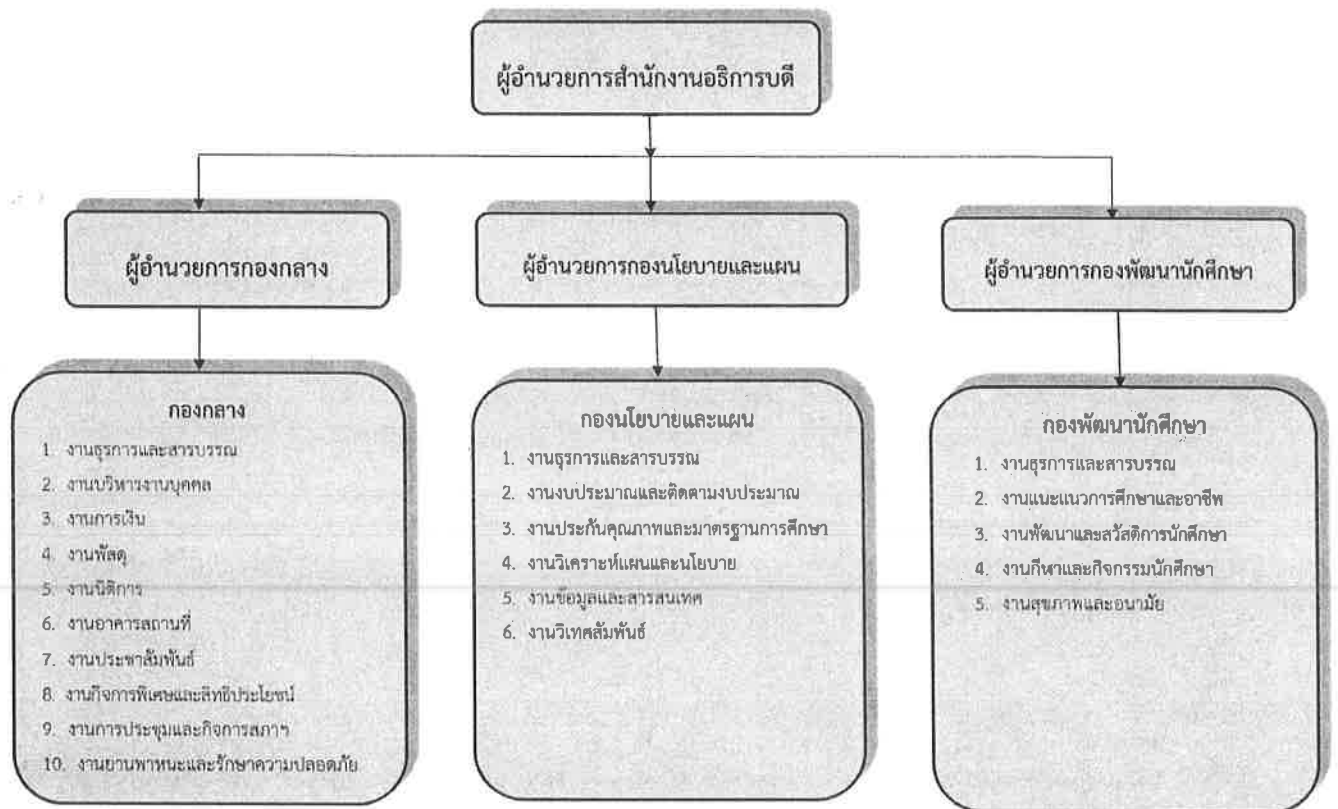 ผู้อำนวยการสำนักงานอธิการบดี
ผู้อำนวยการกองกลาง
ผู้อำนวยการกองนโยบายและแผน
ผู้อำนวยการกองพัฒนานักศึกษา
กองกลาง
1. งานธุรการและสารบรรณ
2. งานบริหารงานบุคคล
3. งานการเงิน
4. งานพัสดุ
5. งานนิติการ
6. งานอาคารสถานที่
7. งานประชาสัมพันธ์
8. งานกิจการพิเศษและสิทธิประโยชน์
9. งานการประชุมและกิจการสภาฯ
10. งานยานพาหนะและรักษาความปลอดภัย
กองนโยบายและแผน
1. งานธุรการและสารบรรณ
2. งานงบประมาณและติดตามงบประมาณ
3. งานประกันคุณภาพและมาตรฐานการศึกษา
4. งานวิเคราะห์แผนและนโยบาย
5. งานข้อมูลและสารสนเทศ
6. งานวิเทศสัมพันธ์
กองพัฒนานักศึกษา
1. งานธุรการและสารบรรณ
2. งานแนะแนวการศึกษาและอาชีพ
3. งานพัฒนาและสวัสดิการนักศึกษา
4. งานกีฬาและกิจกรรมนักศึกษา
5. งานสุขภาพและอนามัย